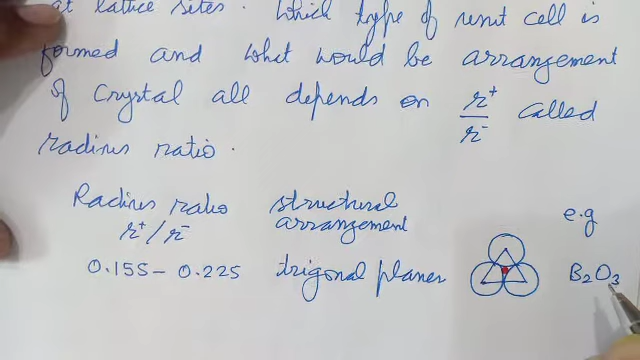 at lattice sites. Which type of unit cell is
formed and what would be arrangement
of crystal all depends on r⁺/r⁻ called
radius ratio.
Radius ratio structural e.g
r⁺/r⁻ arrangement
0.155 - 0.225 trigonal planer B₂O₃